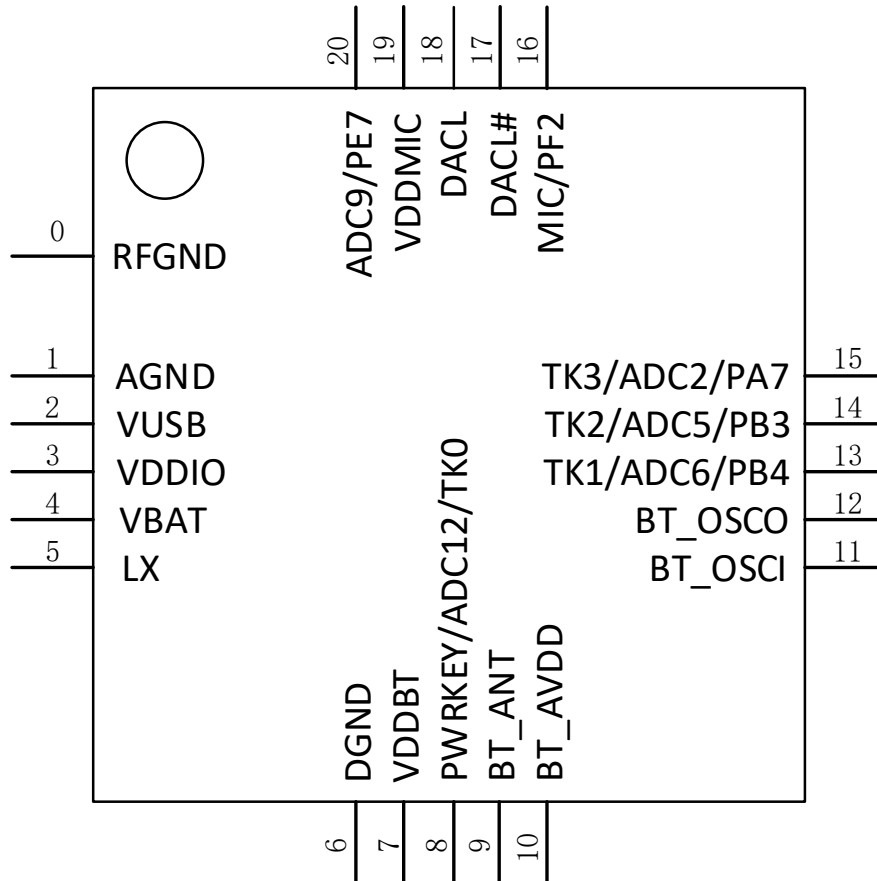 20
19
18
17
16
ADC9/PE7
VDDMIC
DACL
DACL#
MIC/PF2
0
RFGND
1
AGND
2
VUSB
3
VDDIO
4
VBAT
5
LX
TK3/ADC2/PA7
15
TK2/ADC5/PB3
14
TK1/ADC6/PB4
13
BT_OSCO
12
BT_OSCI
11
DGND
VDDBT
PWRKEY/ADC12/TK0
BT_ANT
BT_AVDD
6
7
8
9
10